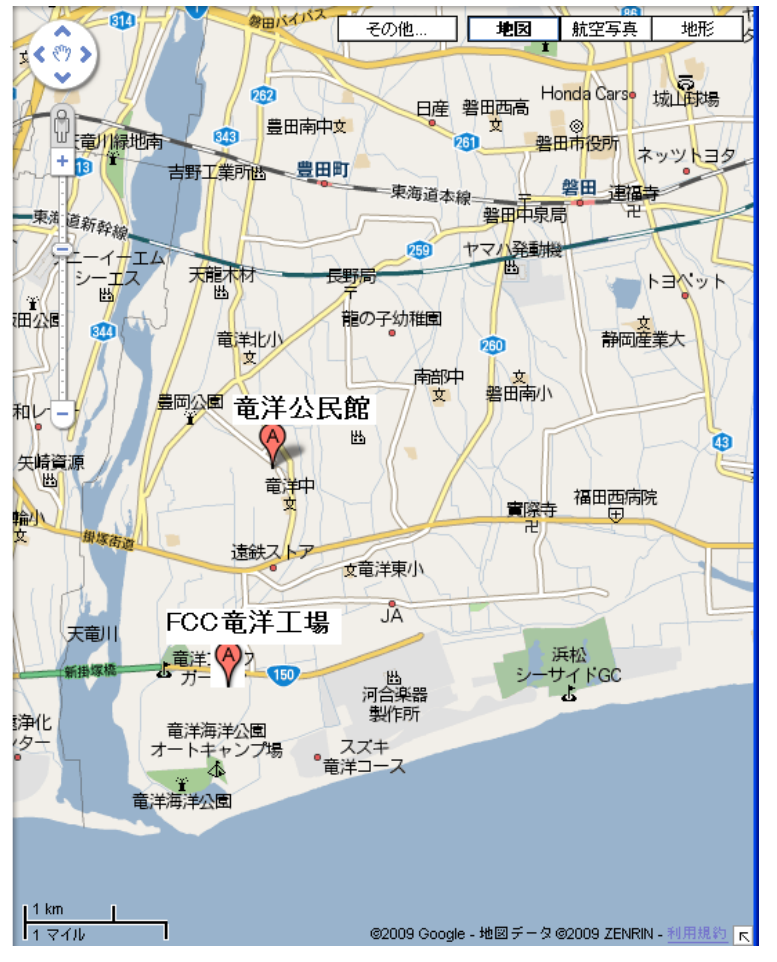 314
1
磐田バイパス
その他...
地図
航空写真
地形
86
262
日産
磐田西高
Honda Cars
城山球場
天竜川緑地南
343
豊田南中
261
磐田市役所
ネッツトヨタ
313
吉野工業所
豊田町
東海道本線
磐田
連福寺
磐田中泉局
東海道新幹線
259
ヤマハ発動機
ソニーイーエム
シーエス
天龍木材
長野局
トヨペット
飯田公園
344
竜洋北小
龍の子幼稚園
260
静岡産業大
豊岡公園
南部中
磐田南小
竜洋公民館
A
43
矢崎資源
竜洋中
福田西病院
寳際寺
輪小
掛塚街道
遠鉄ストア
竜洋東小
JA
FCC竜洋工場
天竜川
A
新掛塚橋
150
浜松
シーサイドGC
河合楽器
製作所
竜洋海洋公園
オートキャンプ場
スズキ
竜洋コース
竜洋海洋公園
1 km
1 マイル
©2009 Google - 地図データ ©2009 ZENRIN - 利用規約